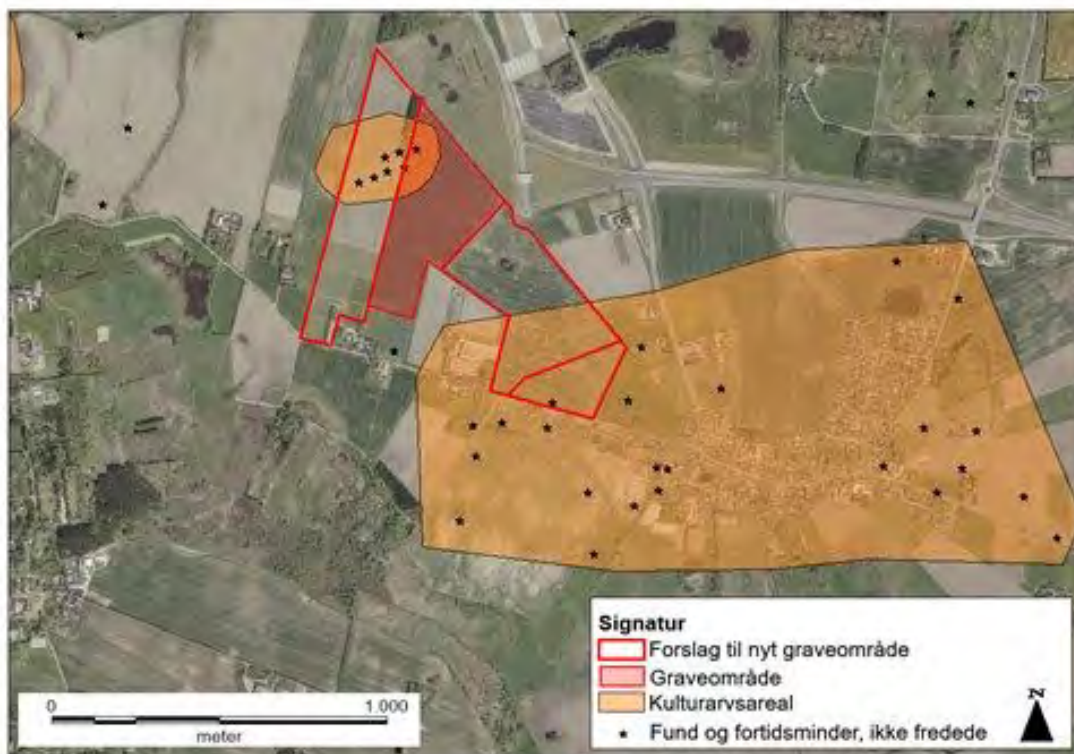 Signatur
Forslag til nyt graveområde
Graveområde
Kulturarvsareal
Fund og fortidsminder, ikke fredede
0 1.000
meter
N